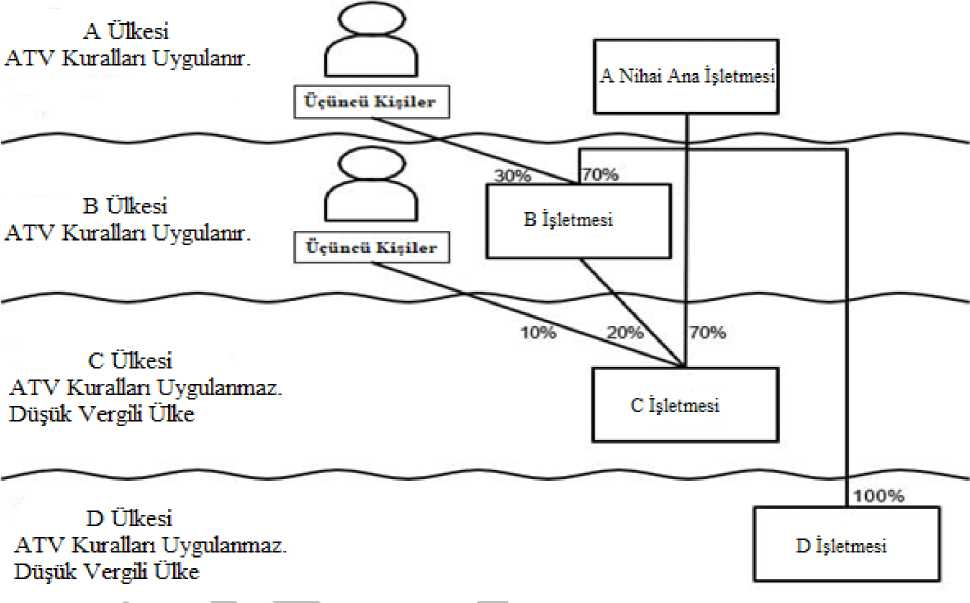 A Ülkesi
ATV Kuralları Uygulanır.
Üçüncü Kişiler
A Nihai Ana İşletmesi
B Ülkesi
ATV Kuralları Uygulanır.
Üçüncü Kişiler
30%
70%
B İşletmesi
10%
20%
70%
C Ülkesi
ATV Kuralları Uygulanmaz.
Düşük Vergili Ülke
C İşletmesi
100%
D Ülkesi
ATV Kuralları Uygulanmaz.
Düşük Vergili Ülke
D İşletmesi